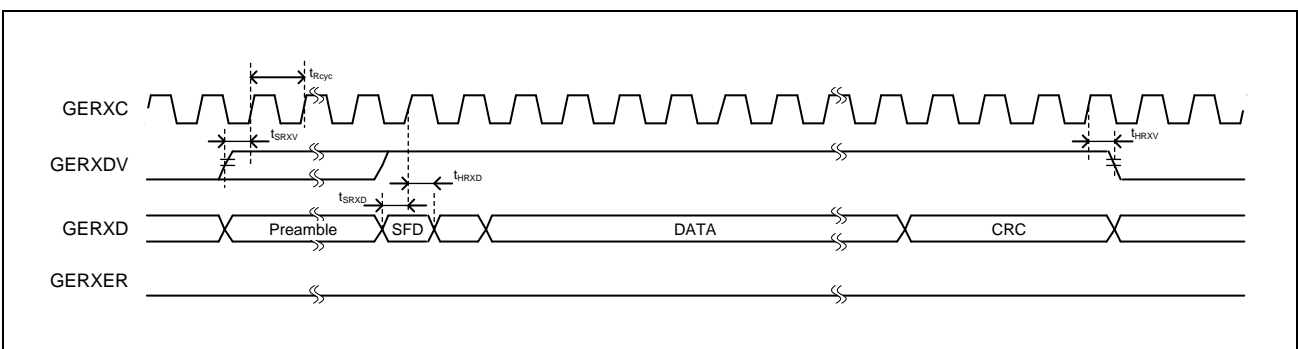 tRcyc
GERXC
tSRXV
tHRXV
GERXDV
tHRXD
tSRXD
GERXD
Preamble
SFD
DATA
CRC
GERXER